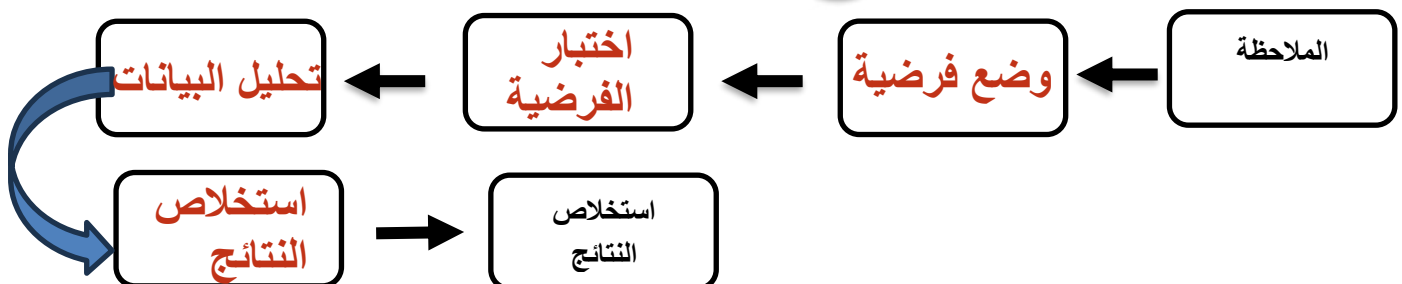 الملاحظة
وضع فرضية
اختبار
الفرضية
تحليل البيانات
استخلاص
النتائج
استخلاص
النتائج